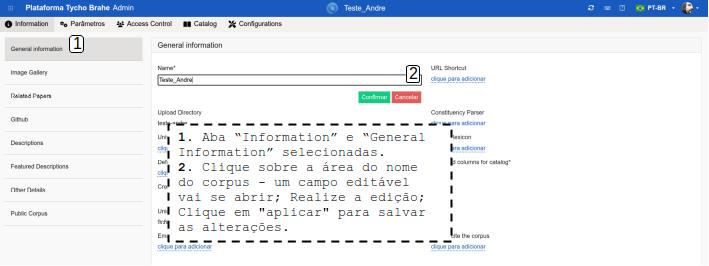 Plataforma Tycho Brahe Admin
Teste_Andre
PT-BR
Information Parâmetros Access Control Catalog Configurations
General information
1
Image Gallery
Related Papers
Github
Descriptions
Featured Descriptions
Other Details
Public Corpus
General information
Name*
Teste_Andre
2
Confirmar Cancelar
URL Shortcut
clique para adicionar
Upload Directory
Constituency Parser
clique para adicionar
lexicon
para adicionar
d columns for catalog*
1. Aba “Information” e “General
Information” selecionadas.
2. Clique sobre a área do nome
do corpus - um campo editável
vai se abrir; Realize a edição;
Clique em "aplicar" para salvar
as alterações.
cite the corpus
clique para adicionar
clique para adicionar